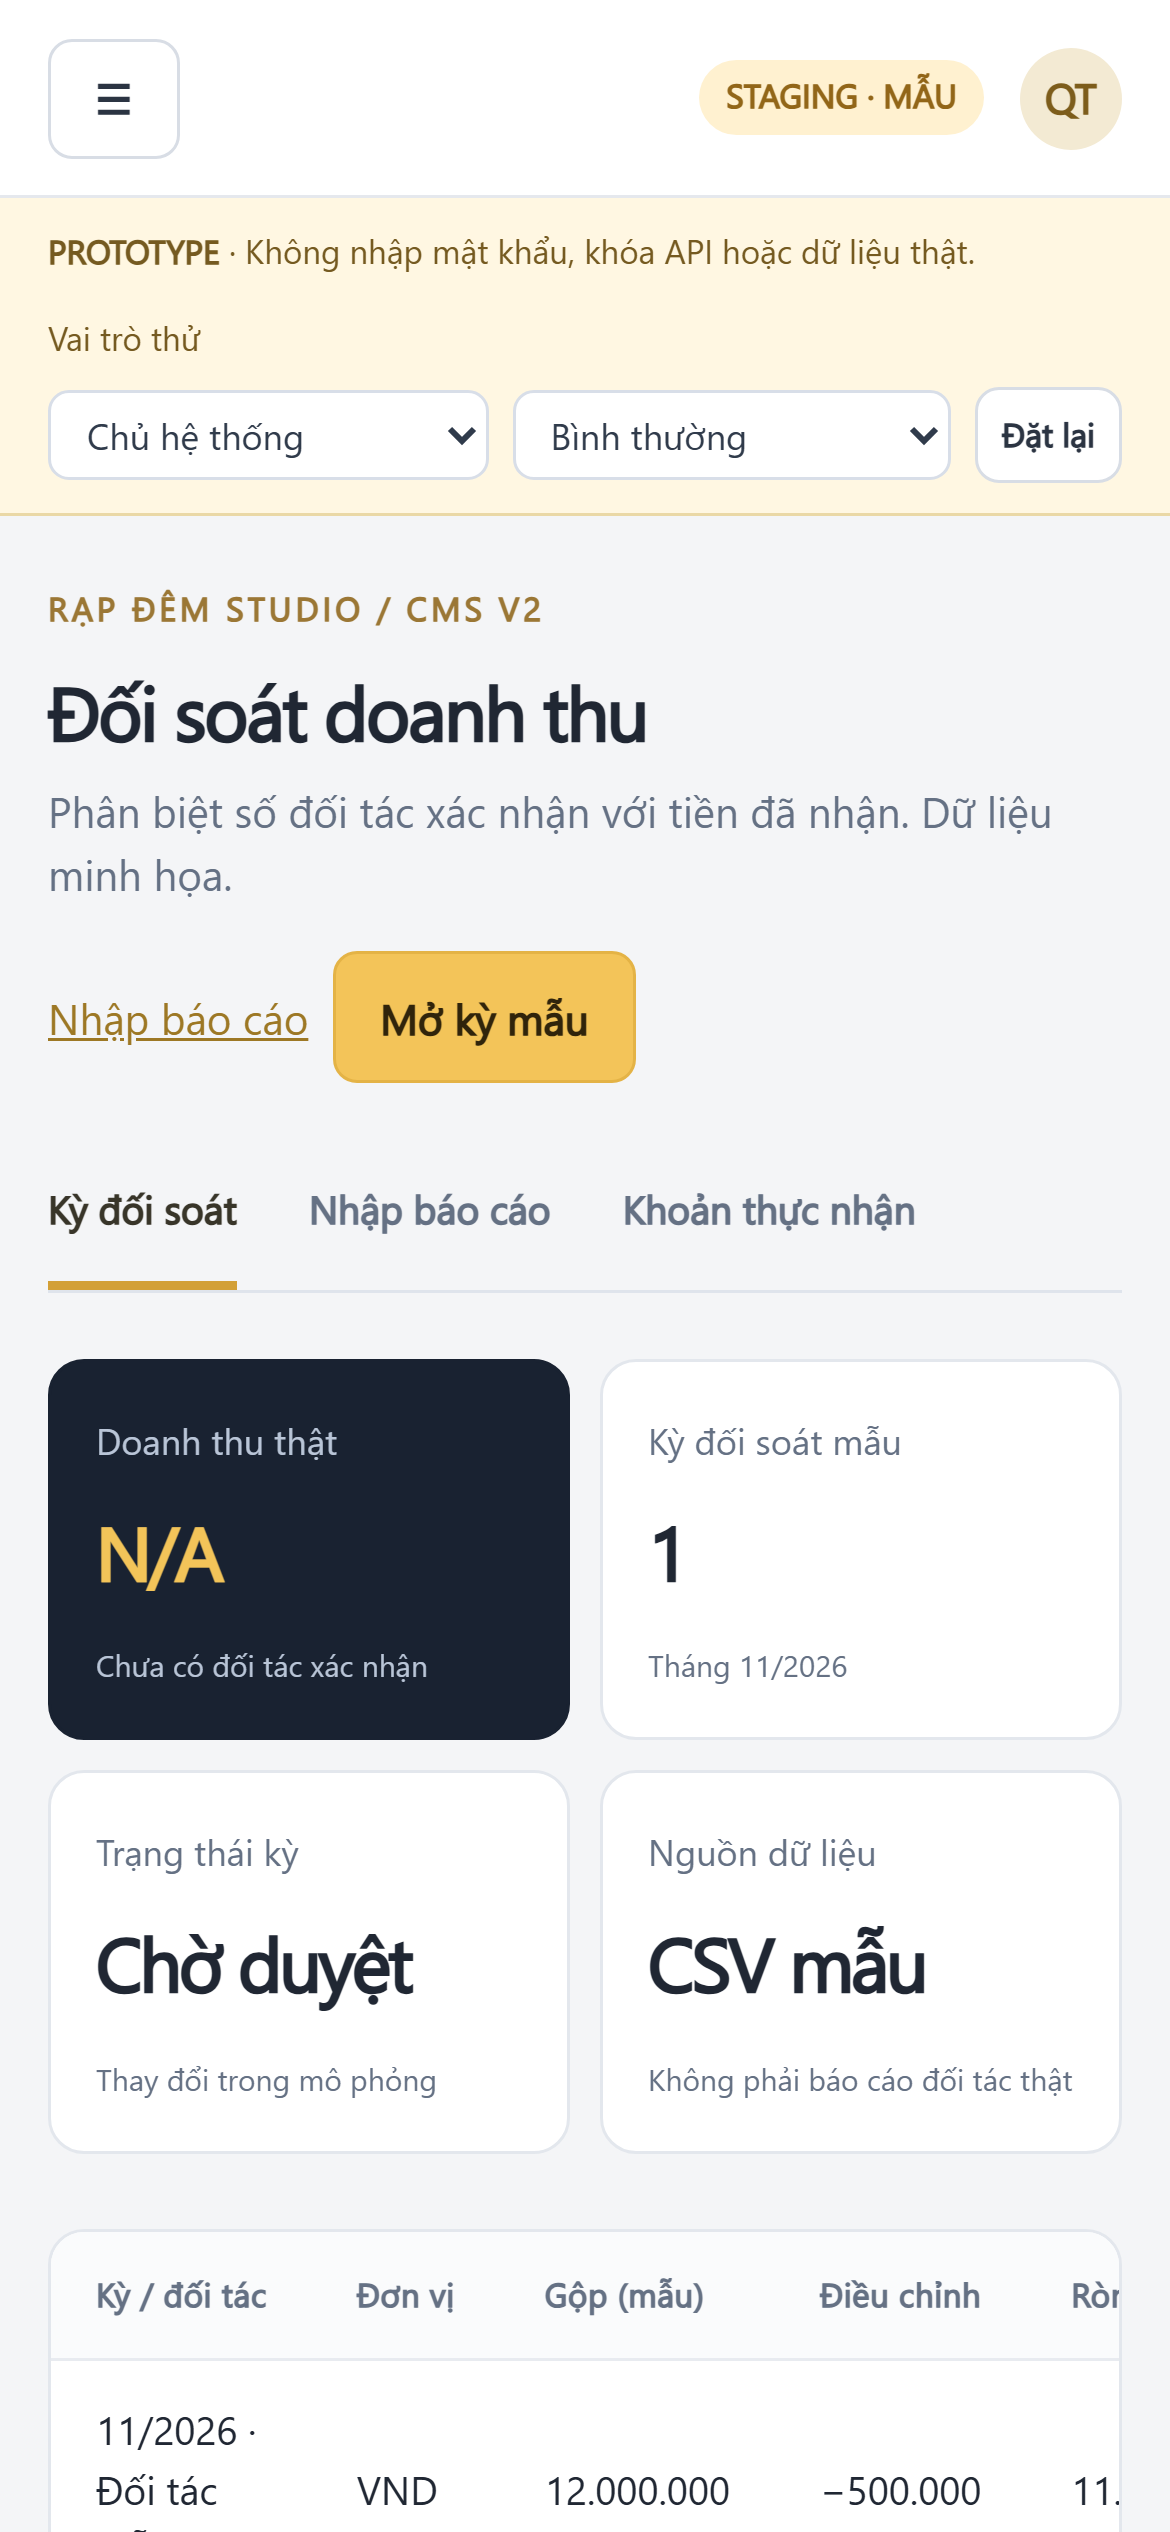 ☰
STAGING · MẪU
QT
PROTOTYPE · Không nhập mật khẩu, khóa API hoặc dữ liệu thật.
Vai trò thử
Chủ hệ thống
Bình thường
Đặt lại
RẠP ĐÊM STUDIO / CMS V2
Đối soát doanh thu
Phân biệt số đối tác xác nhận với tiền đã nhận. Dữ liệu
minh họa.
Nhập báo cáo
Mở kỳ mẫu
Kỳ đối soát
Nhập báo cáo
Khoản thực nhận
Doanh thu thật
N/A
Chưa có đối tác xác nhận
Kỳ đối soát mẫu
1
Tháng 11/2026
Trạng thái kỳ
Chờ duyệt
Thay đổi trong mô phỏng
Nguồn dữ liệu
CSV mẫu
Không phải báo cáo đối tác thật
Kỳ / đối tác
Đơn vị
Gộp (mẫu)
Điều chỉnh
11/2026 ·
Đối tác
VND
12.000.000
−500.000
11.